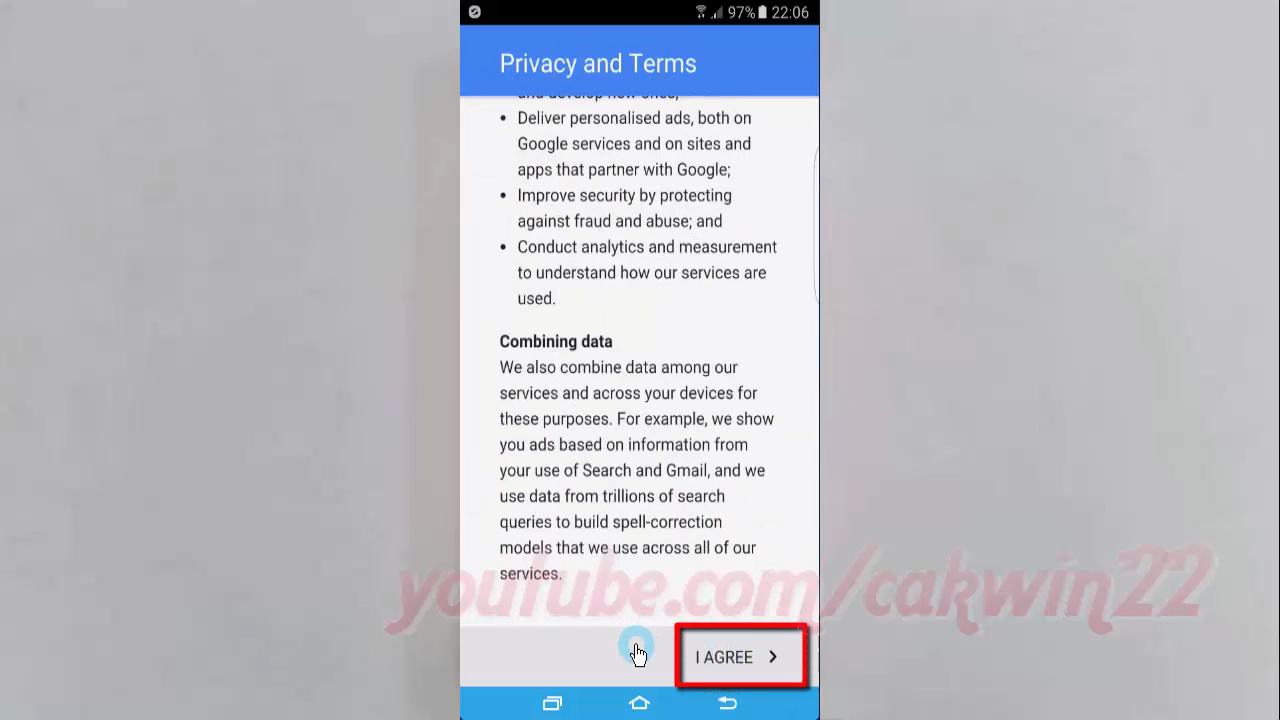 97% 22:06
Privacy and Terms
and develop new ones;
• Deliver personalised ads, both on
Google services and on sites and
apps that partner with Google;
• Improve security by protecting
against fraud and abuse; and
• Conduct analytics and measurement
to understand how our services are
used.
Combining data
We also combine data among our
services and across your devices for
these purposes. For example, we show
you ads based on information from
your use of Search and Gmail, and we
use data from trillions of search
queries to build spell-correction
models that we use across all of our
services.
youtube.com/cakwin22
I AGREE